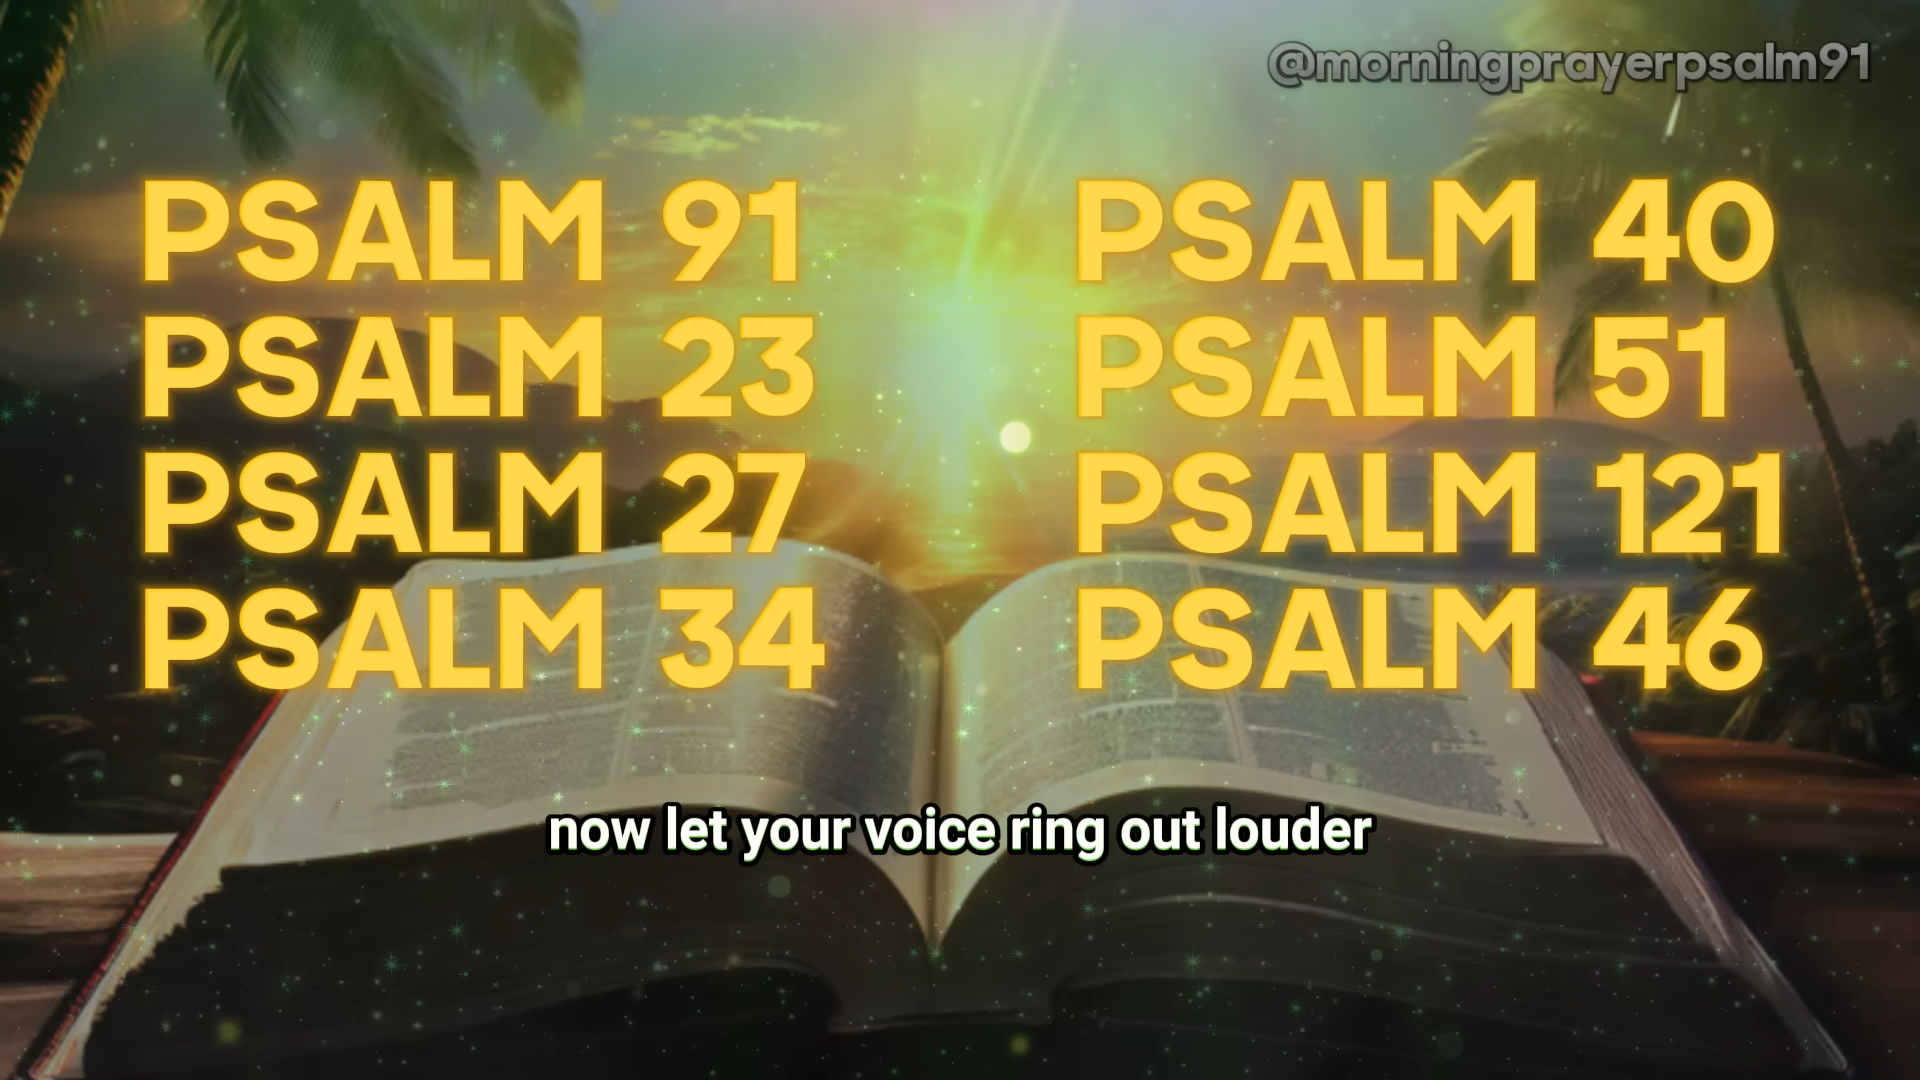 @morningprayerpsalm91
PSALM 91
PSALM 23
PSALM 27
PSALM 34
PSALM 40
PSALM 51
PSALM 121
PSALM 46
now let your voice ring out louder